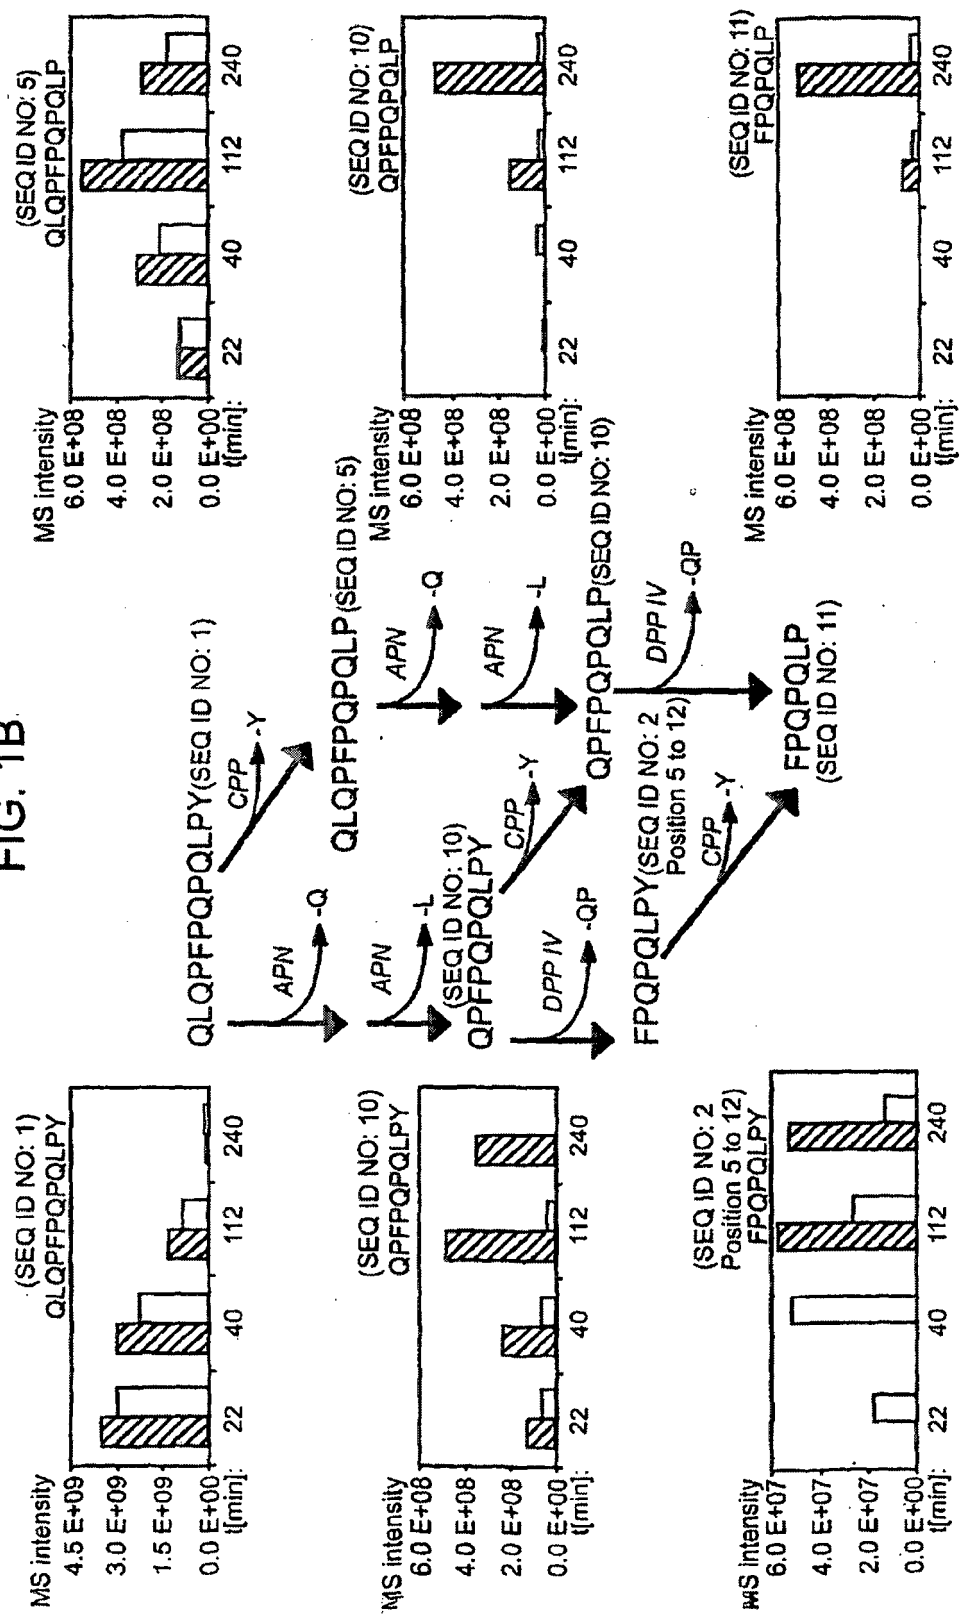 FIG. 1B
(SEQ ID NO: 1)
QLQPFPQPQLPY
MS intensity
4.5 E+09
3.0 E+09
1.5 E+09
0.0 E+00
t[min]:
22
40
112
240
(SEQ ID NO: 10)
QPFPQPQLPY
MS intensity
6.0 E+08
4.0 E+08
2.0 E+08
0.0 E+00
t[min]:
22
40
112
240
(SEQ ID NO: 2
Position 5 to 12)
FPQPQLPY
MS intensity
6.0 E+07
4.0 E+07
2.0 E+07
0.0 E+00
t[min]:
22
40
112
240
QLQPFPQPQLPY(SEQ ID NO: 1)
APN
-Q
CPP
-Y
QLQPFPQPQLP(SEQ ID NO: 5)
APN
-L
APN
-Q
(SEQ ID NO: 10)
QPFPQPQLPY
APN
-L
CPP
-Y
QPFPQPQLP(SEQ ID NO: 10)
DPP IV
-QP
DPP IV
-QP
FPQPQLPY(SEQ ID NO: 2
Position 5 to 12)
CPP
-Y
FPQPQLP
(SEQ ID NO: 11)
(SEQ ID NO: 5)
QLQPFPQPQLP
MS intensity
6.0 E+08
4.0 E+08
2.0 E+08
0.0 E+00
t[min]:
22
40
112
240
(SEQ ID NO: 10)
QPFPQPQLP
MS intensity
6.0 E+08
4.0 E+08
2.0 E+08
0.0 E+00
t[min]:
22
40
112
240
(SEQ ID NO: 11)
FPQPQLP
MS intensity
6.0 E+08
4.0 E+08
2.0 E+08
0.0 E+00
t[min]:
22
40
112
240